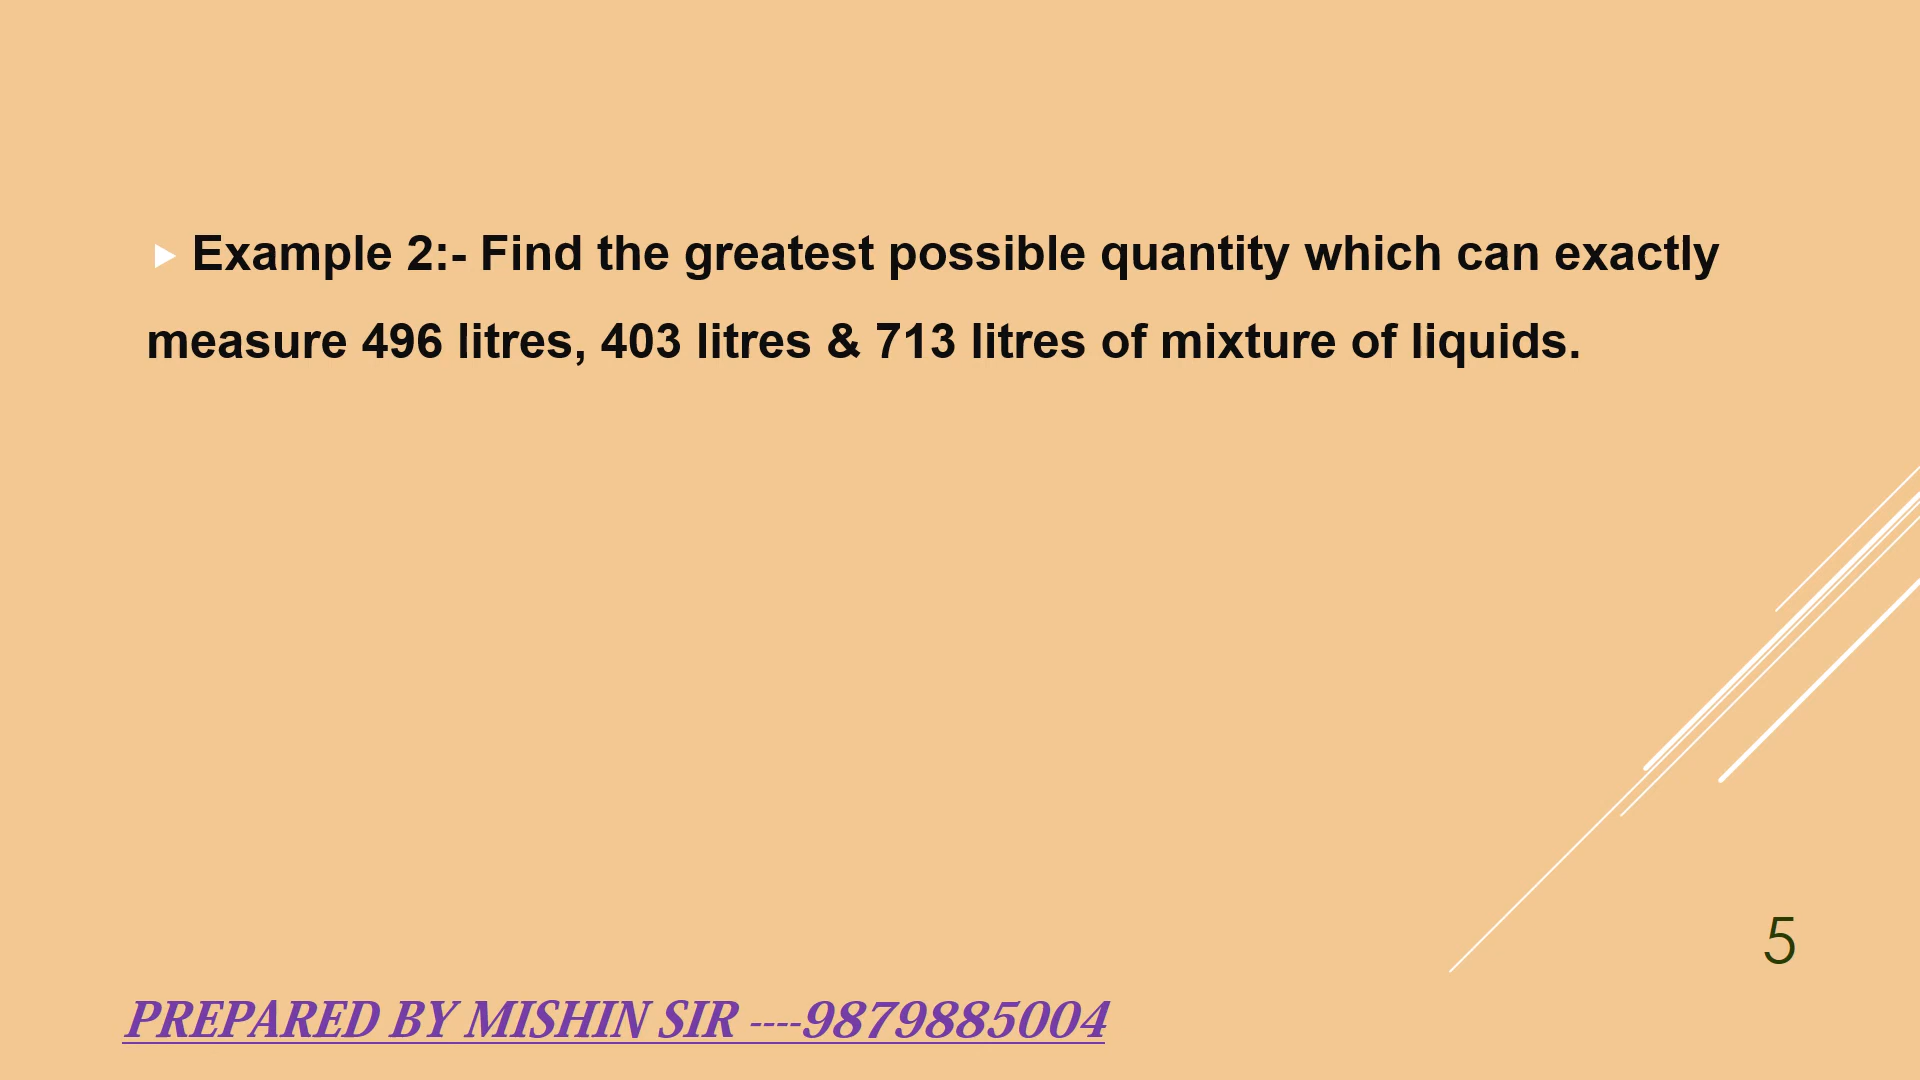 Example 2:- Find the greatest possible quantity which can exactly
measure 496 litres, 403 litres & 713 litres of mixture of liquids.
5
PREPARED BY MISHIN SIR ----9879885004